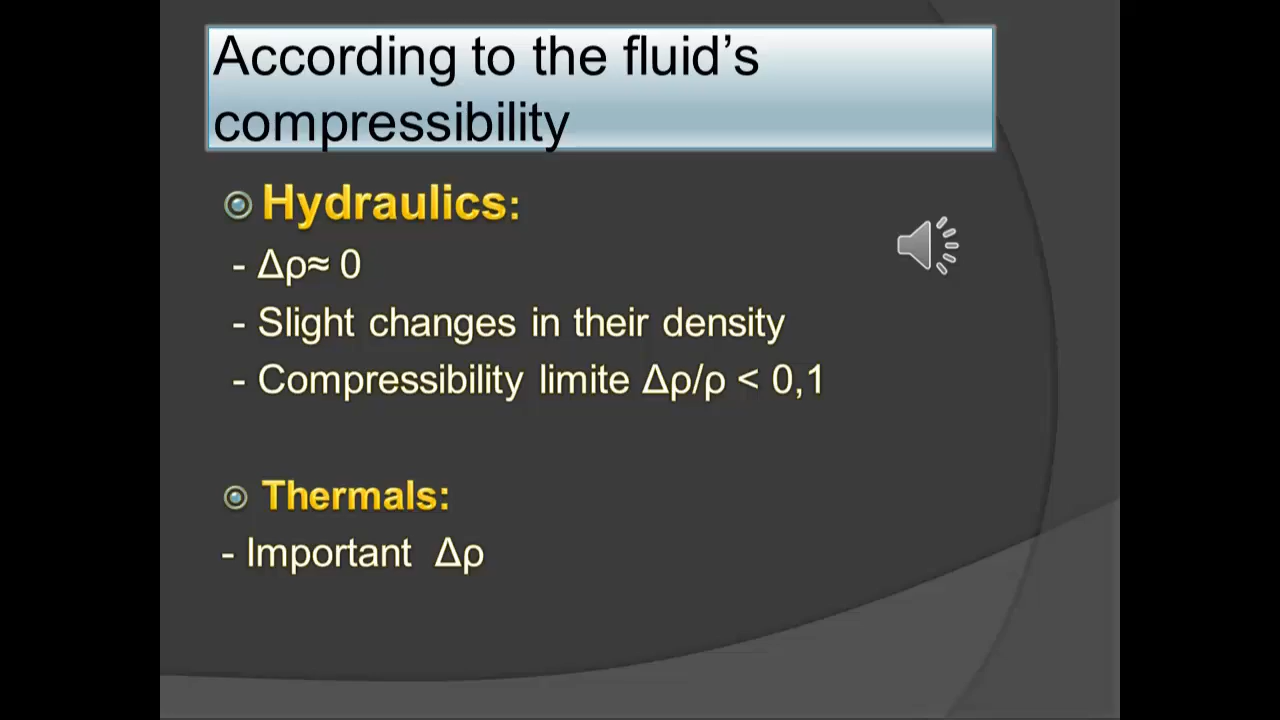 According to the fluid’s
compressibility
Hydraulics:
- Δρ≈ 0
- Slight changes in their density
- Compressibility limite Δρ/ρ < 0,1
Thermals:
- Important Δρ